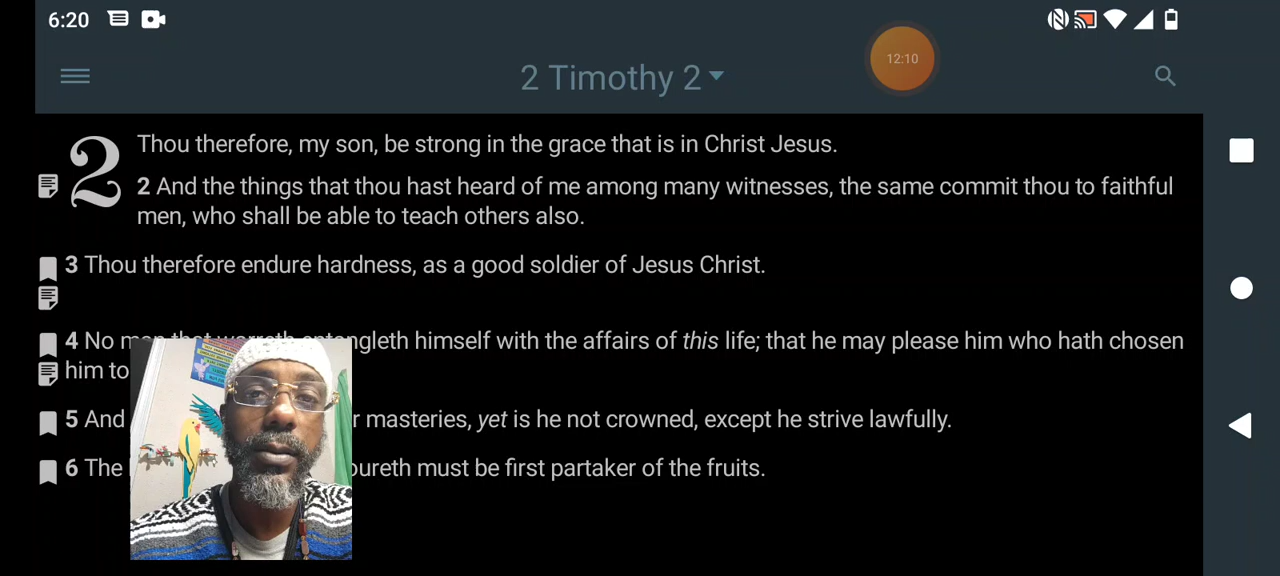 6:20
12:10
2 Timothy 2
2 Thou therefore, my son, be strong in the grace that is in Christ Jesus.
2 And the things that thou hast heard of me among many witnesses, the same commit thou to faithful
men, who shall be able to teach others also.
3 Thou therefore endure hardness, as a good soldier of Jesus Christ.
4 No man that warreth entangleth himself with the affairs of this life; that he may please him who hath chosen
him to
5 And r masteries, yet is he not crowned, except he strive lawfully.
6 The oureth must be first partaker of the fruits.